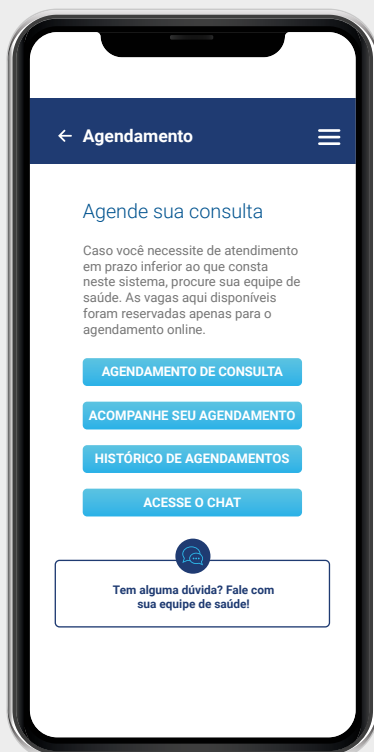 Agendamento
Agende sua consulta
Caso você necessite de atendimento
em prazo inferior ao que consta
neste sistema, procure sua equipe de
saúde. As vagas aqui disponíveis
foram reservadas apenas para o
agendamento online.
AGENDAMENTO DE CONSULTA
ACOMPANHE SEU AGENDAMENTO
HISTÓRICO DE AGENDAMENTOS
ACESSE O CHAT
Tem alguma dúvida? Fale com
sua equipe de saúde!